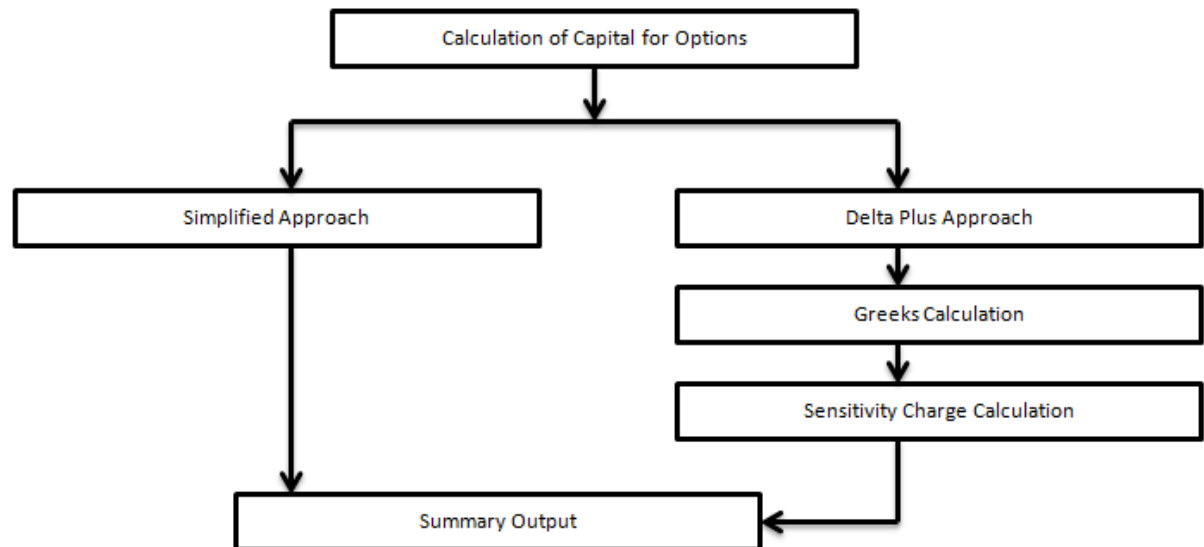 Calculation of Capital for Options
Simplified Approach
Delta Plus Approach
Greeks Calculation
Sensitivity Charge Calculation
Summary Output